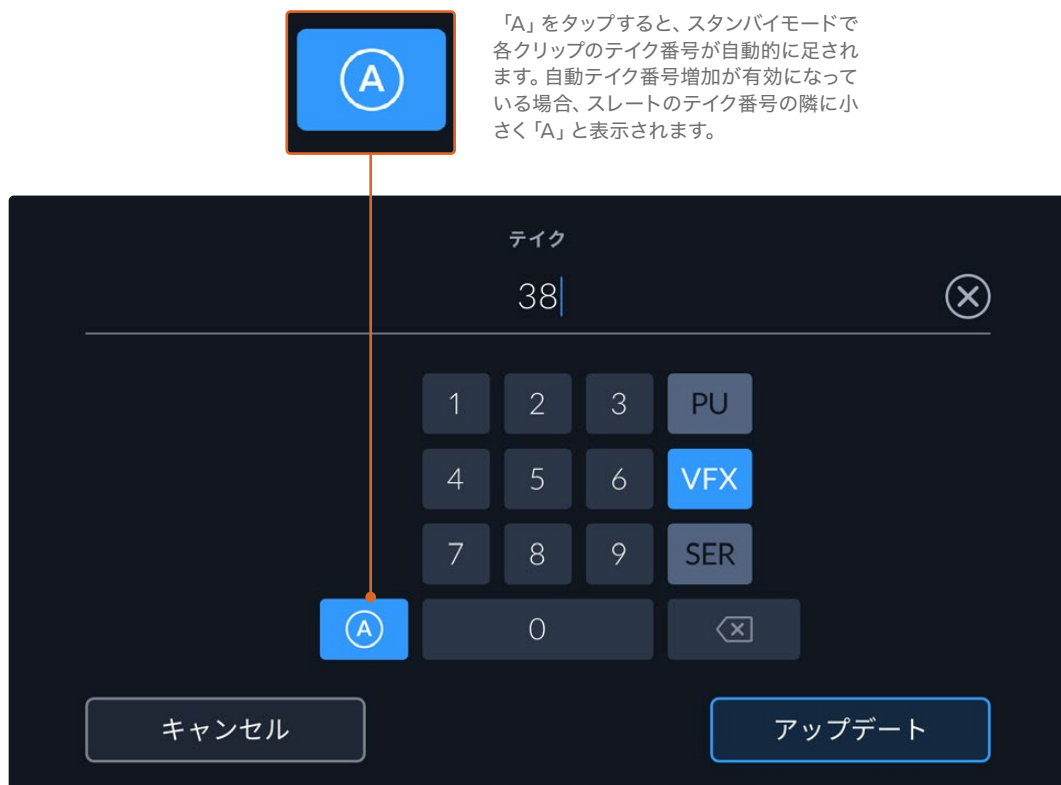 A
「A」をタップすると、スタンバイモードで
各クリップのテイク番号が自動的に足され
ます。自動テイク番号増加が有効になって
いる場合、スレートのテイク番号の隣に小
さく「A」と表示されます。
テイク
38
1 2 3 PU
4 5 6 VFX
7 8 9 SER
A 0
キャンセル アップデート